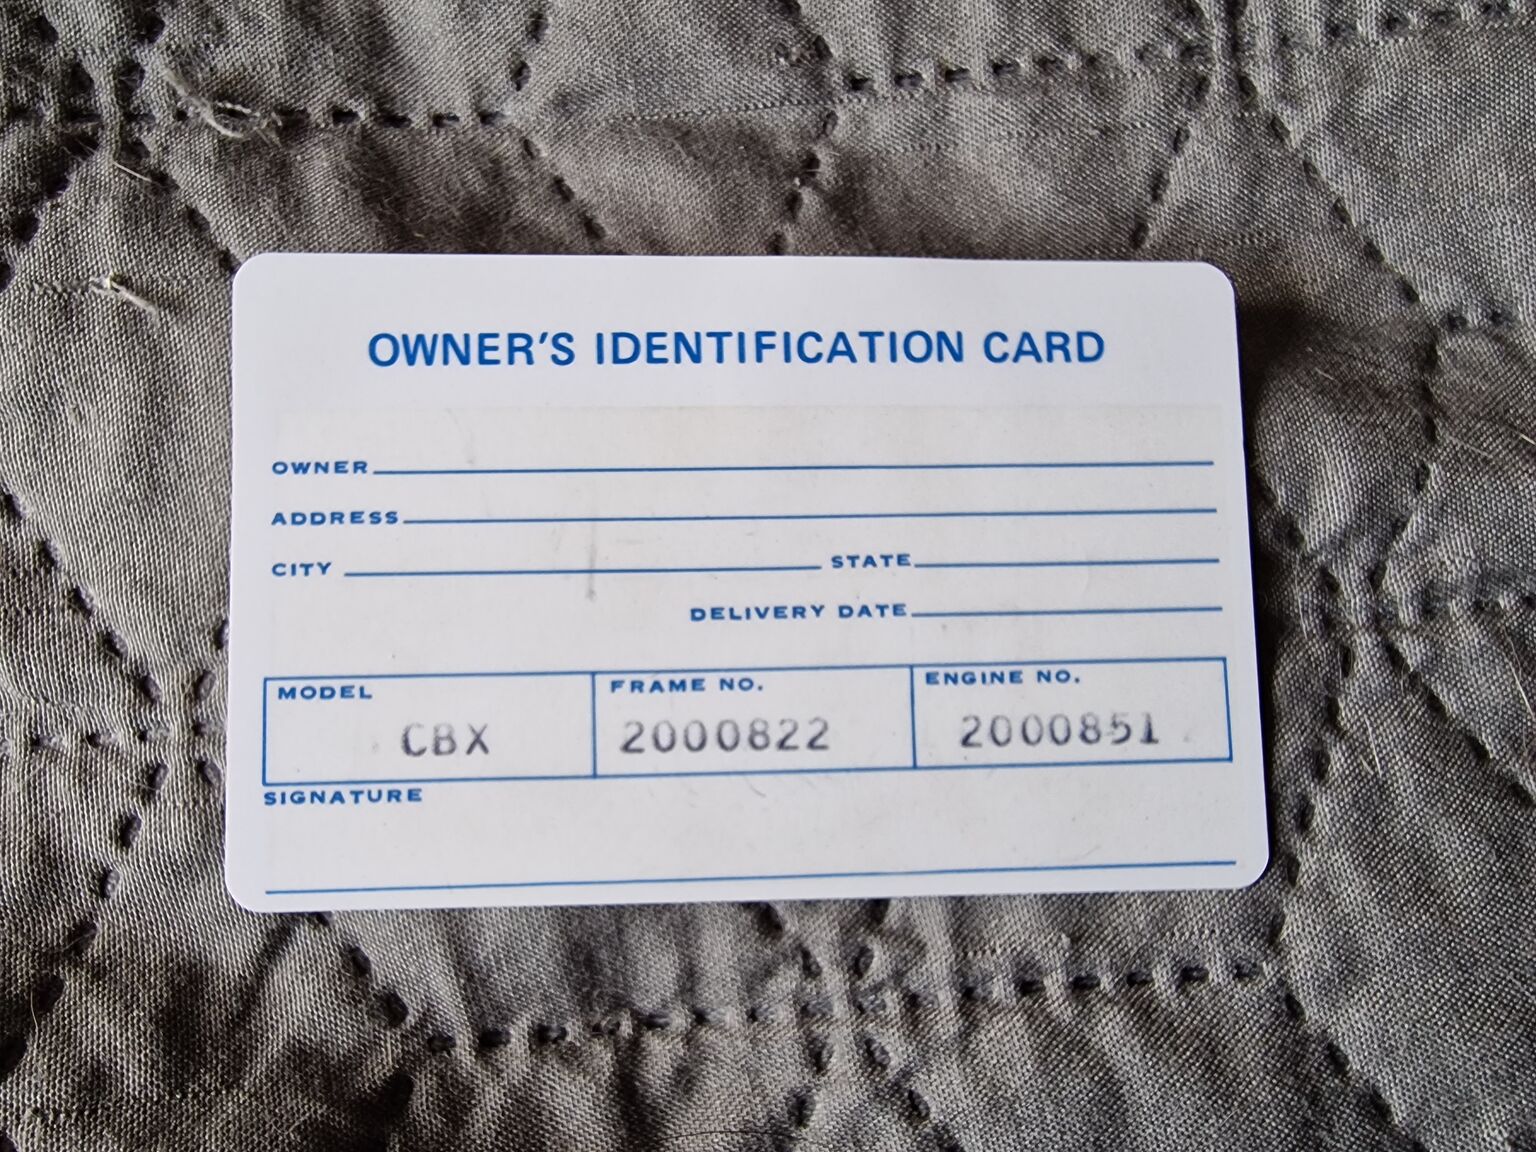 OWNER'S IDENTIFICATION CARD
OWNER
ADDRESS
CITY STATE
DELIVERY DATE
MODEL FRAME NO. ENGINE NO.
CBX 2000822 2000851
SIGNATURE